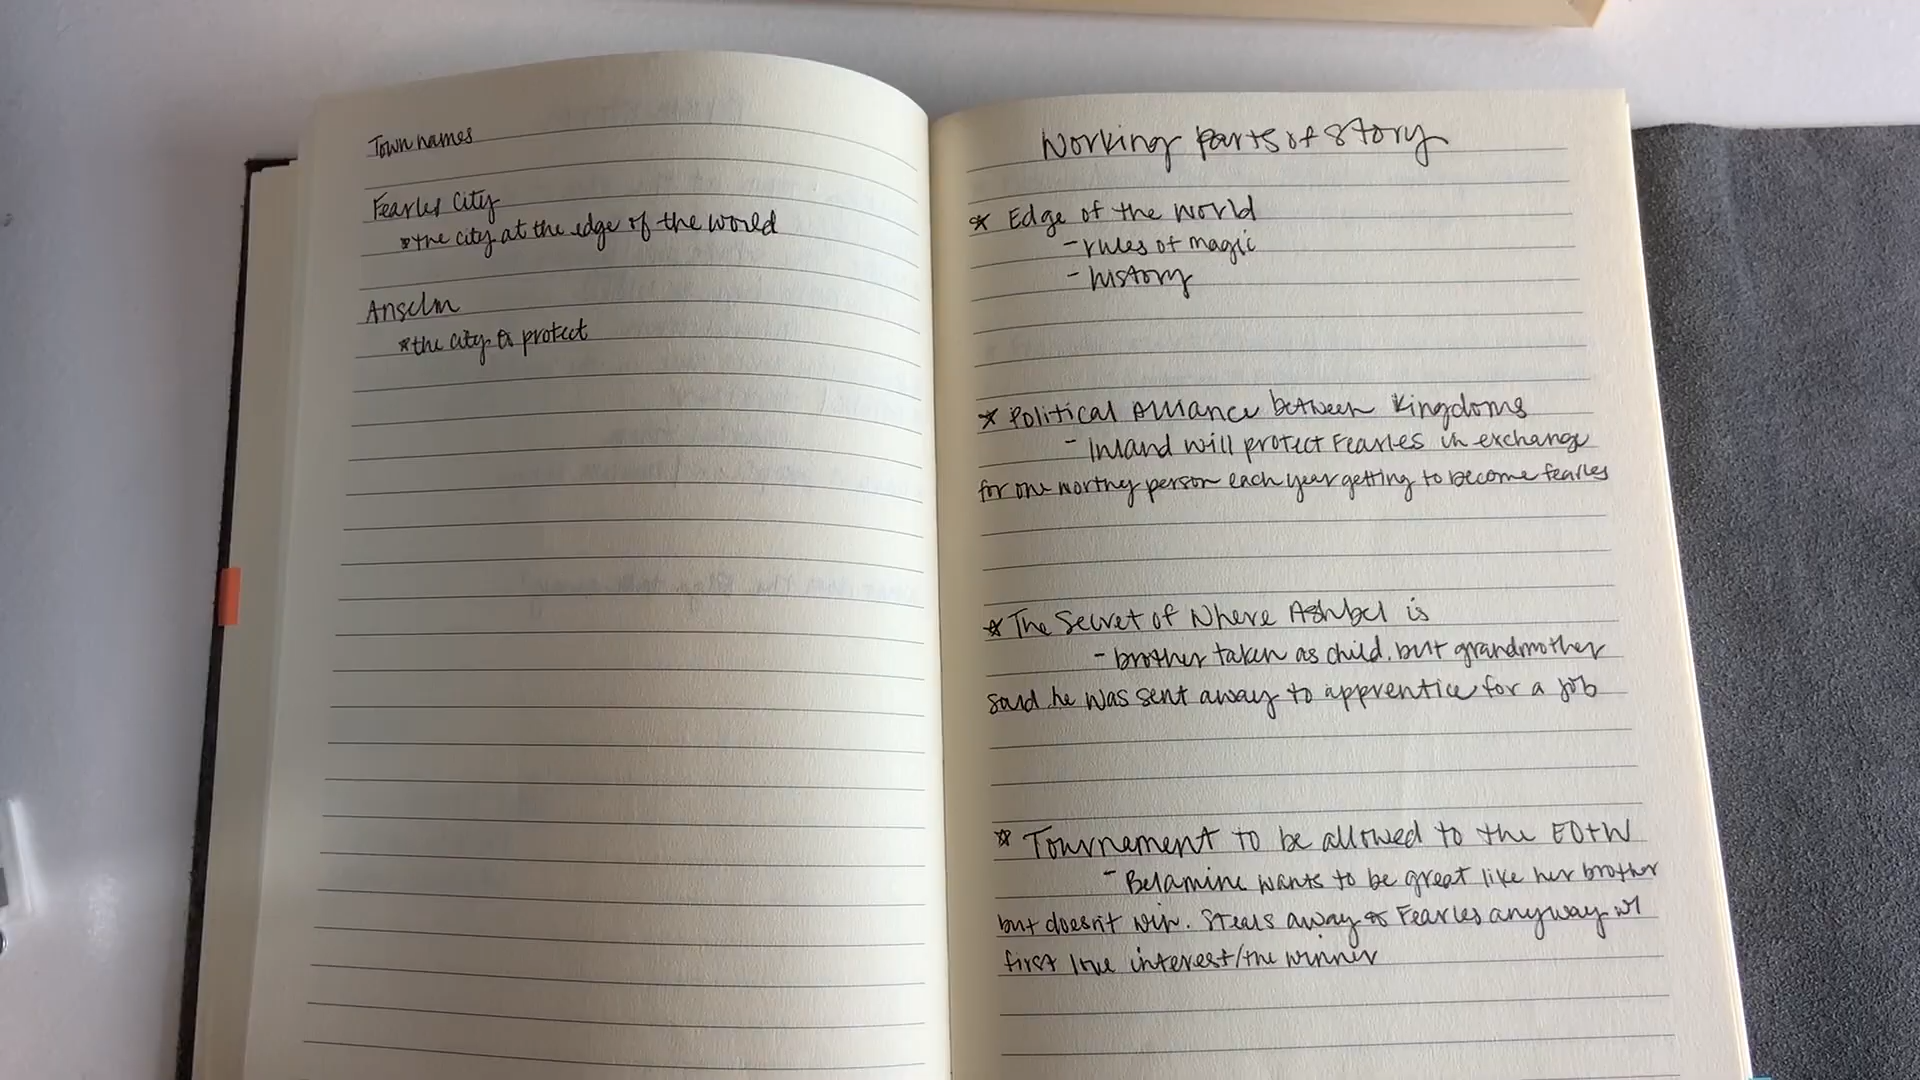 Town names
Fearles City
*the city at the edge of the world
Anselm
*the city to protect
Working parts of story
* Edge of the World
- rules of magic
- history
* Political Alliance between Kingdoms
- Inland will protect Fearles in exchange
for one worthy person each year getting to become fearles
* The Secret of Where Ashbel is
- brother taken as child, but grandmother
said he was sent away to apprentice for a job
* Tournement to be allowed to the EOtW
- Belamine wants to be great like her brother
but doesn't win. Steels away to Fearles anyway w/
first love interest/the winner